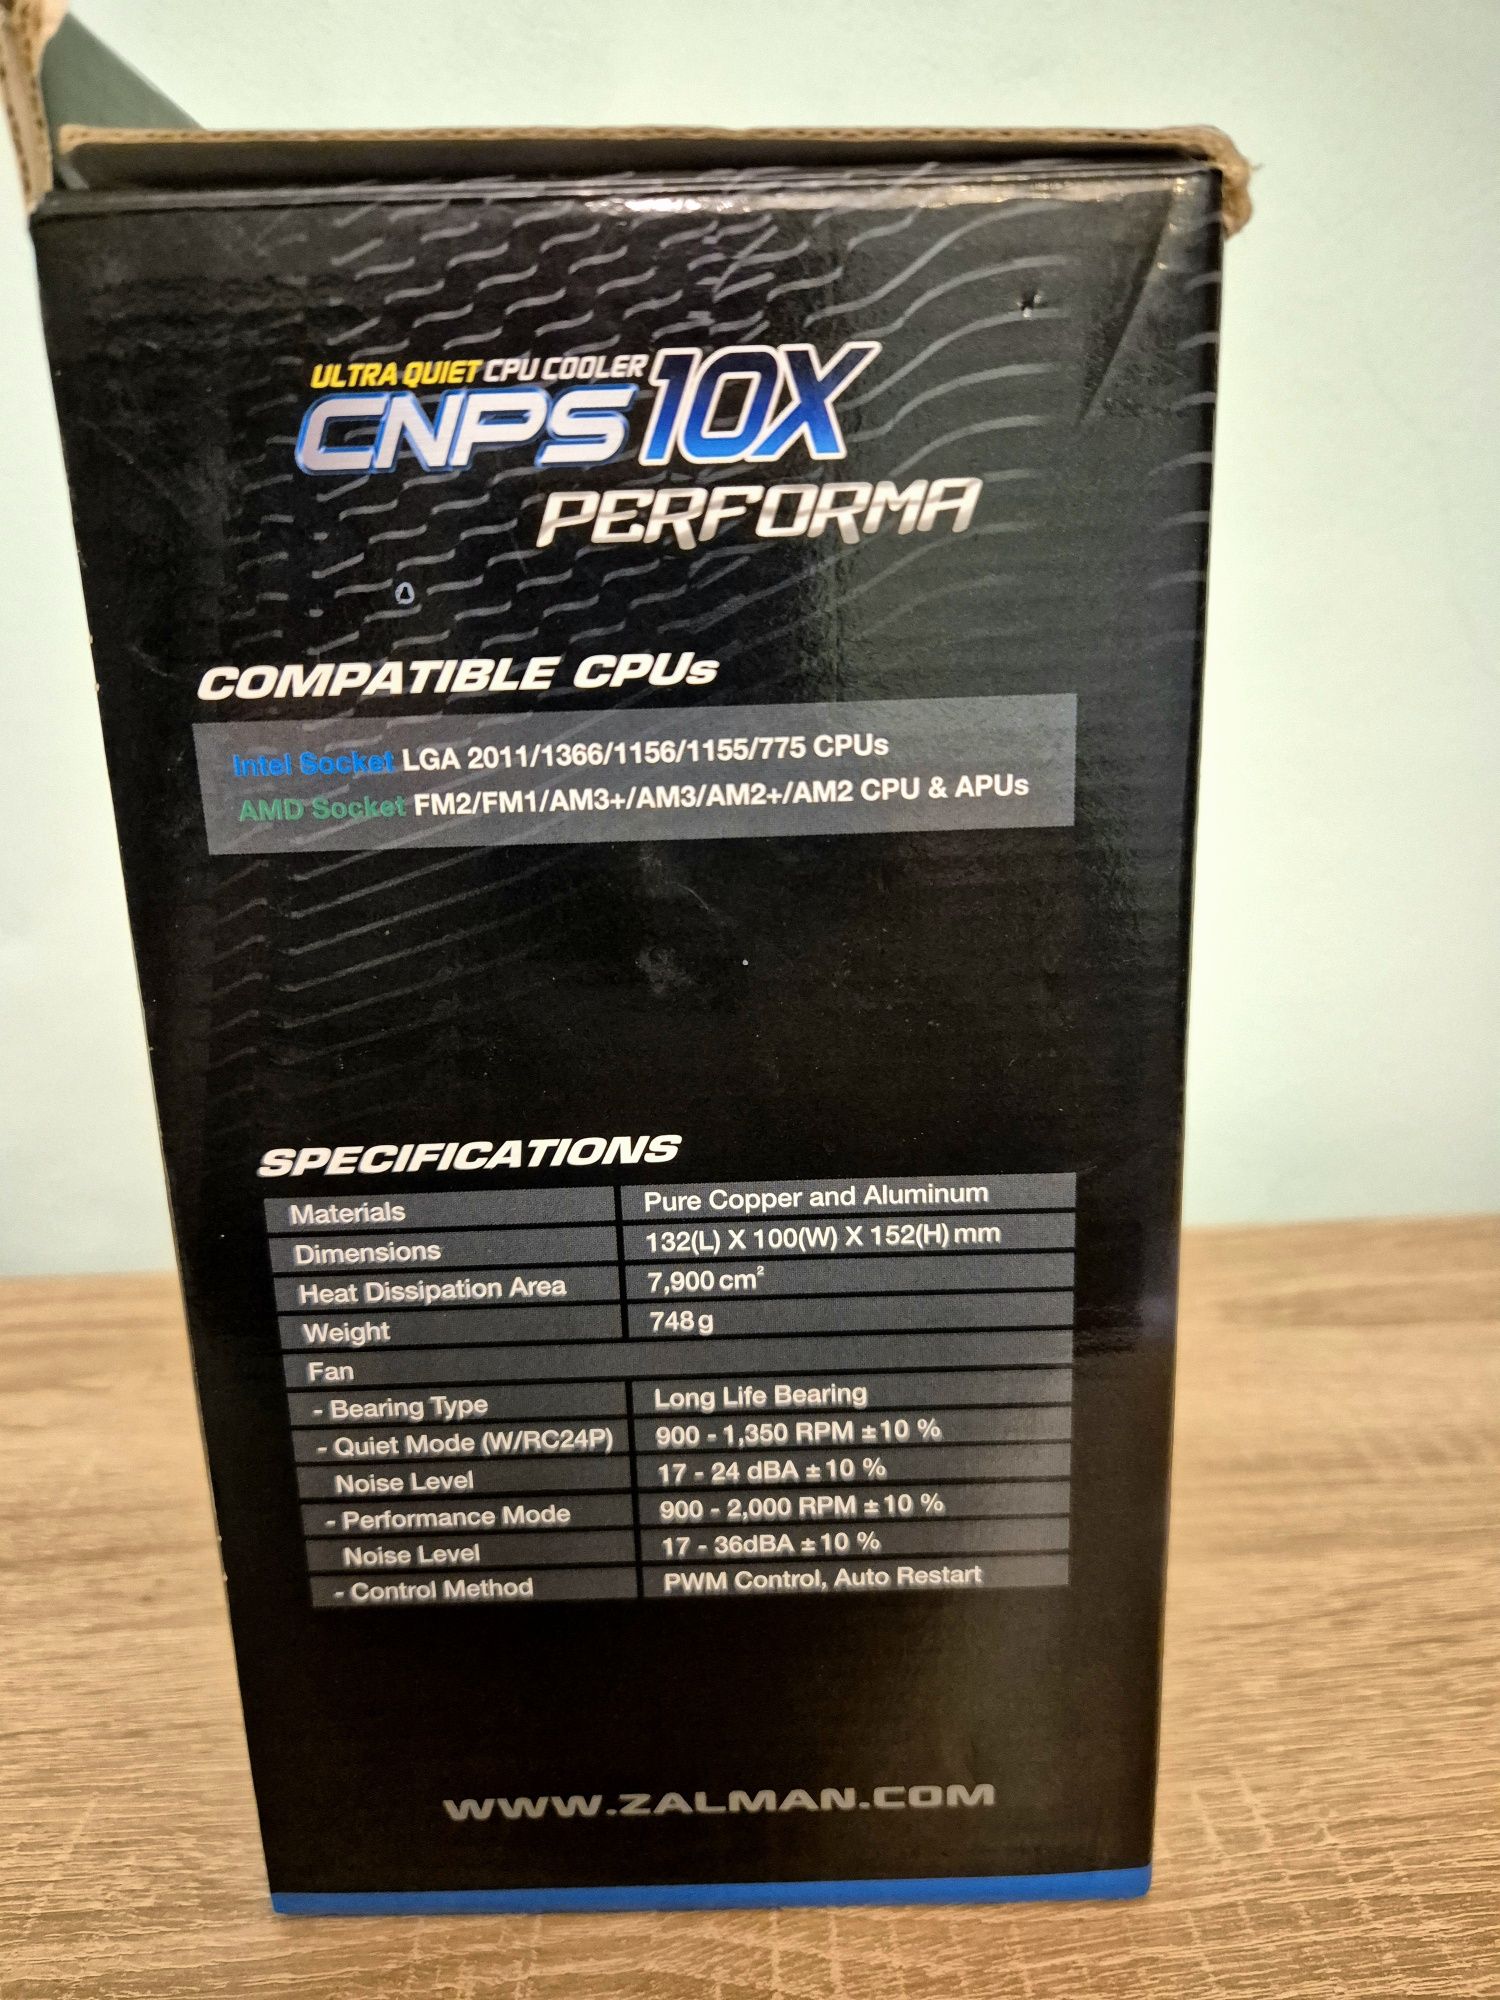 ULTRA QUIET CPU COOLER
CNPS10X
PERFORMA
COMPATIBLE CPUs
Intel Socket LGA 2011/1366/1156/1155/775 CPUs
AMD Socket FM2/FM1/AM3+/AM3/AM2+/AM2 CPU & APUs
SPECIFICATIONS
Materials Pure Copper and Aluminum
Dimensions 132(L) X 100(W) X 152(H) mm
Heat Dissipation Area 7,900 cm²
Weight 748 g
Fan
- Bearing Type Long Life Bearing
- Quiet Mode (W/RC24P) 900 - 1,350 RPM ±10 %
Noise Level 17 - 24 dBA ±10 %
- Performance Mode 900 - 2,000 RPM ±10 %
Noise Level 17 - 36dBA ±10 %
- Control Method PWM Control, Auto Restart
WWW.ZALMAN.COM